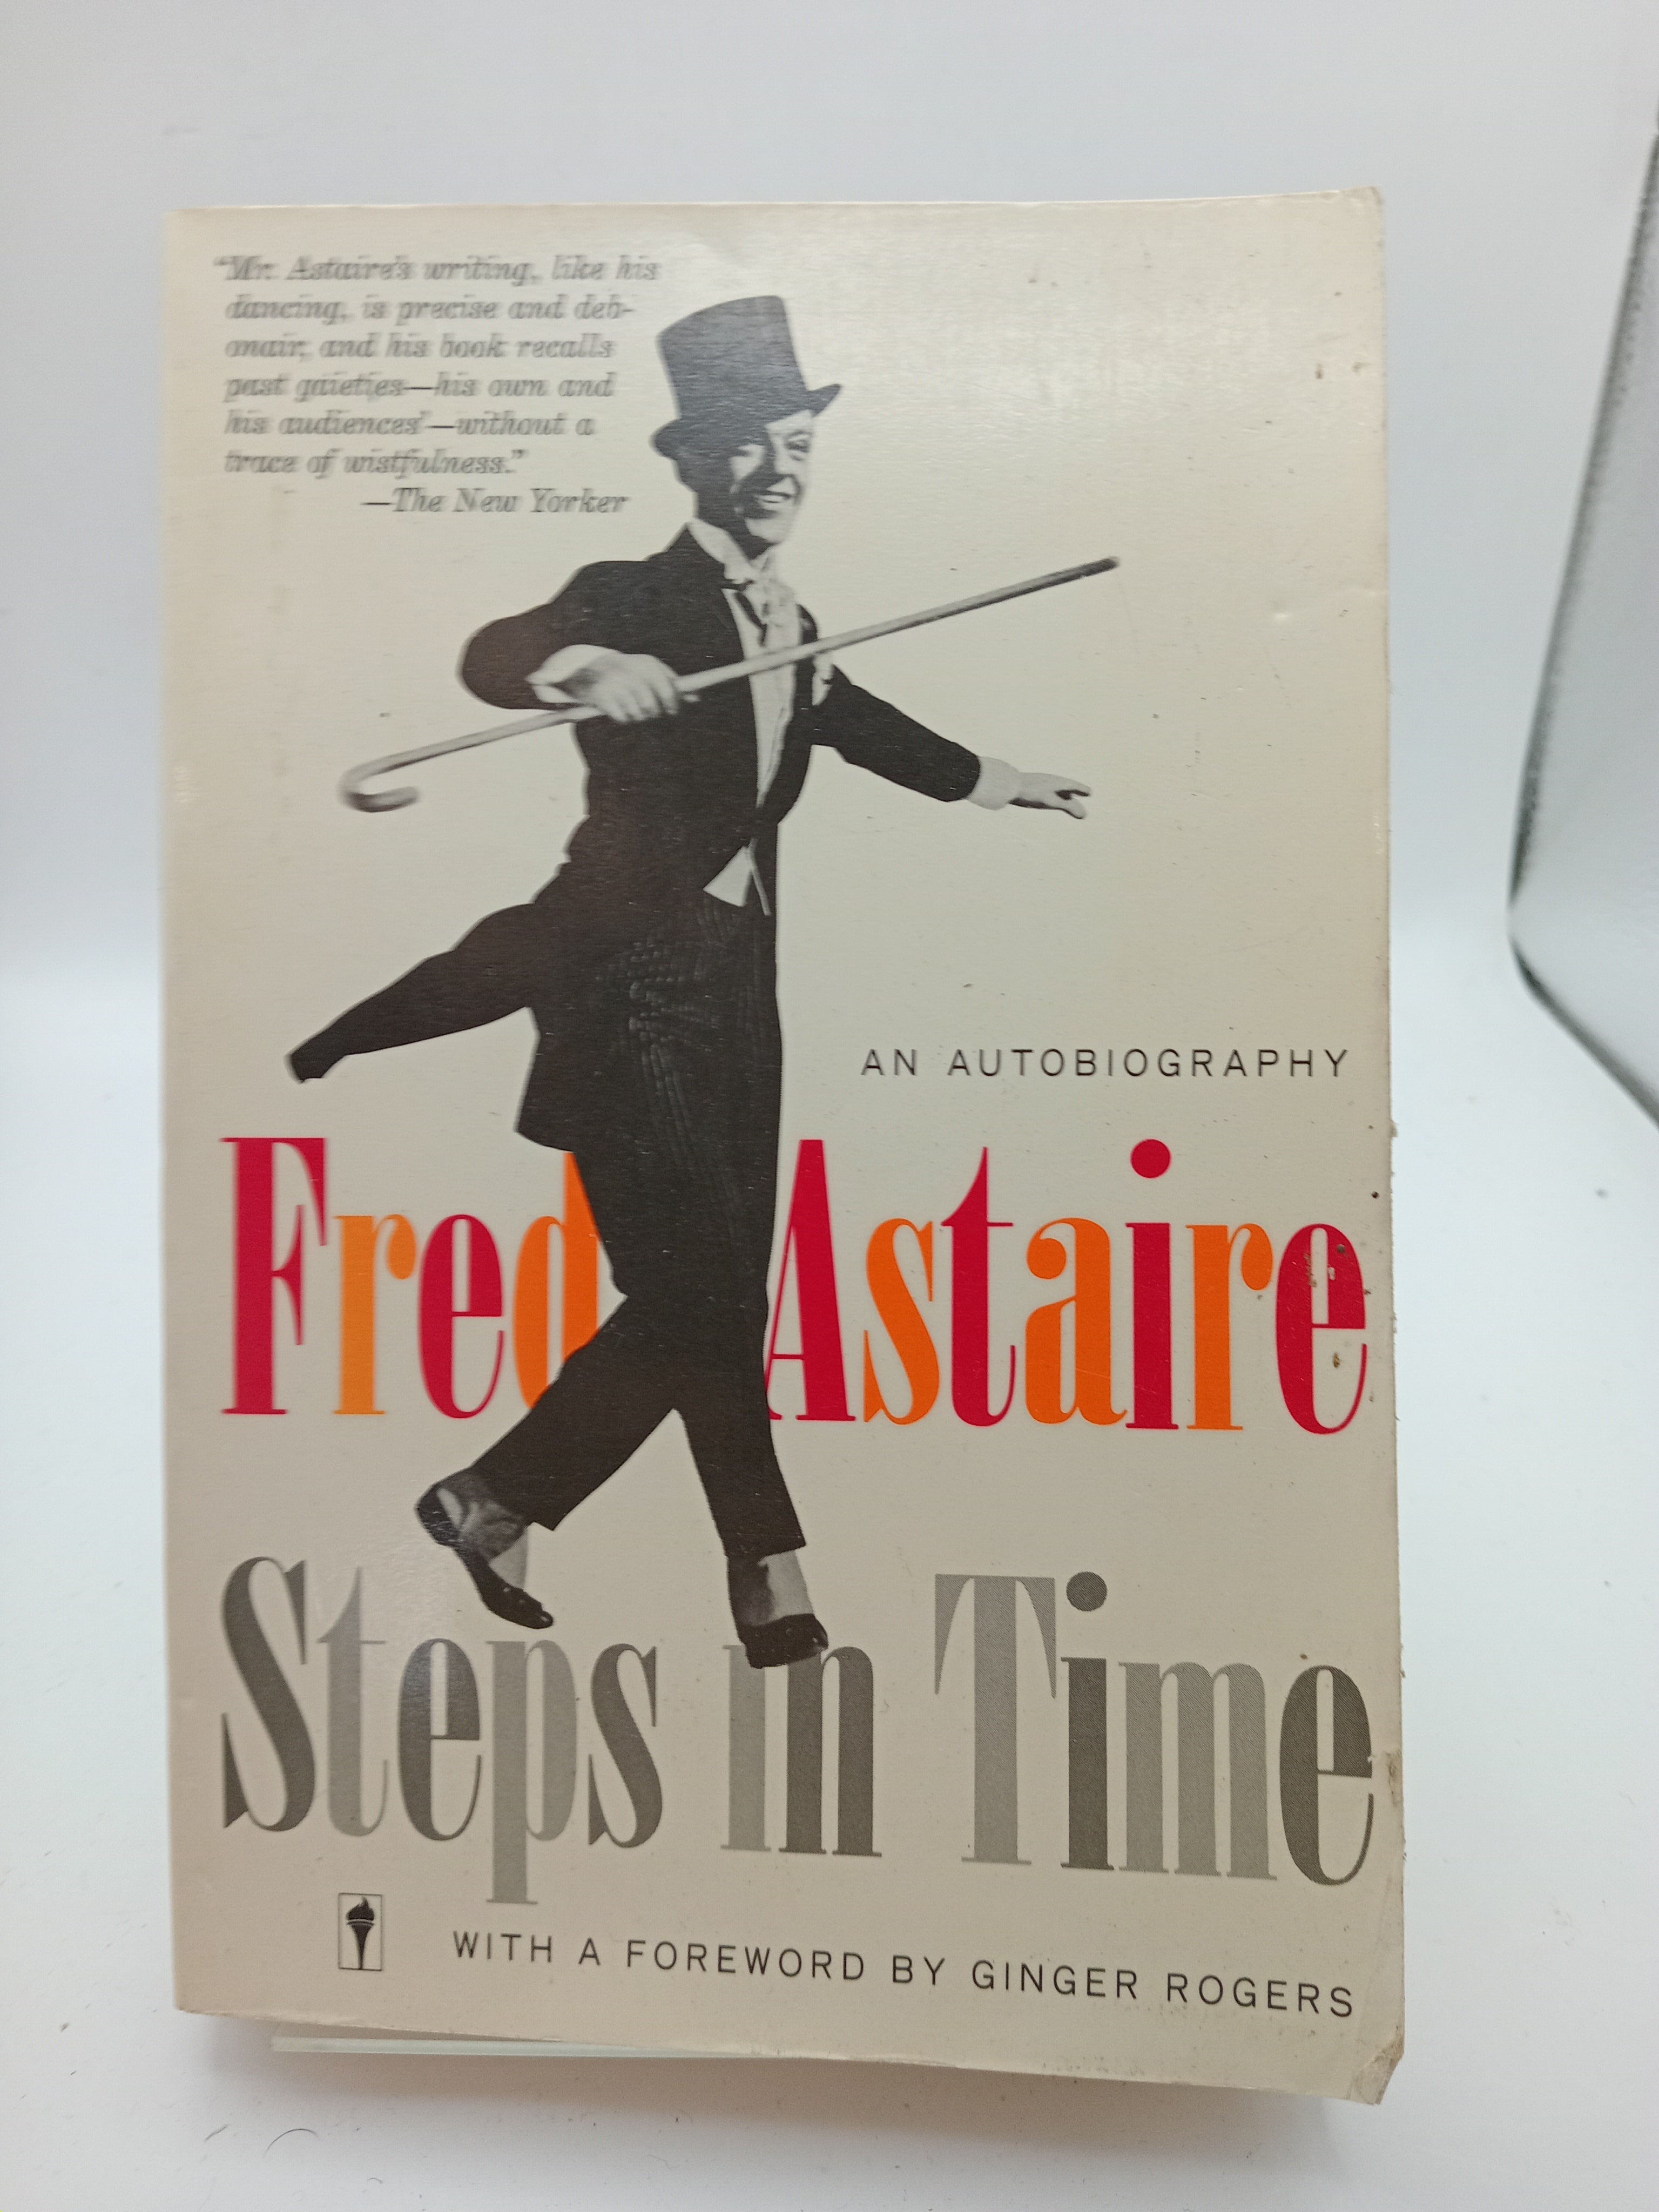 "Mr. Astaire's writing, like his
dancing, is precise and deb-
onair, and his book recalls
past gaieties—his own and
his audiences'—without a
trace of wistfulness."
—The New Yorker
AN AUTOBIOGRAPHY
Fred Astaire
Steps in Time
WITH A FOREWORD BY GINGER ROGERS